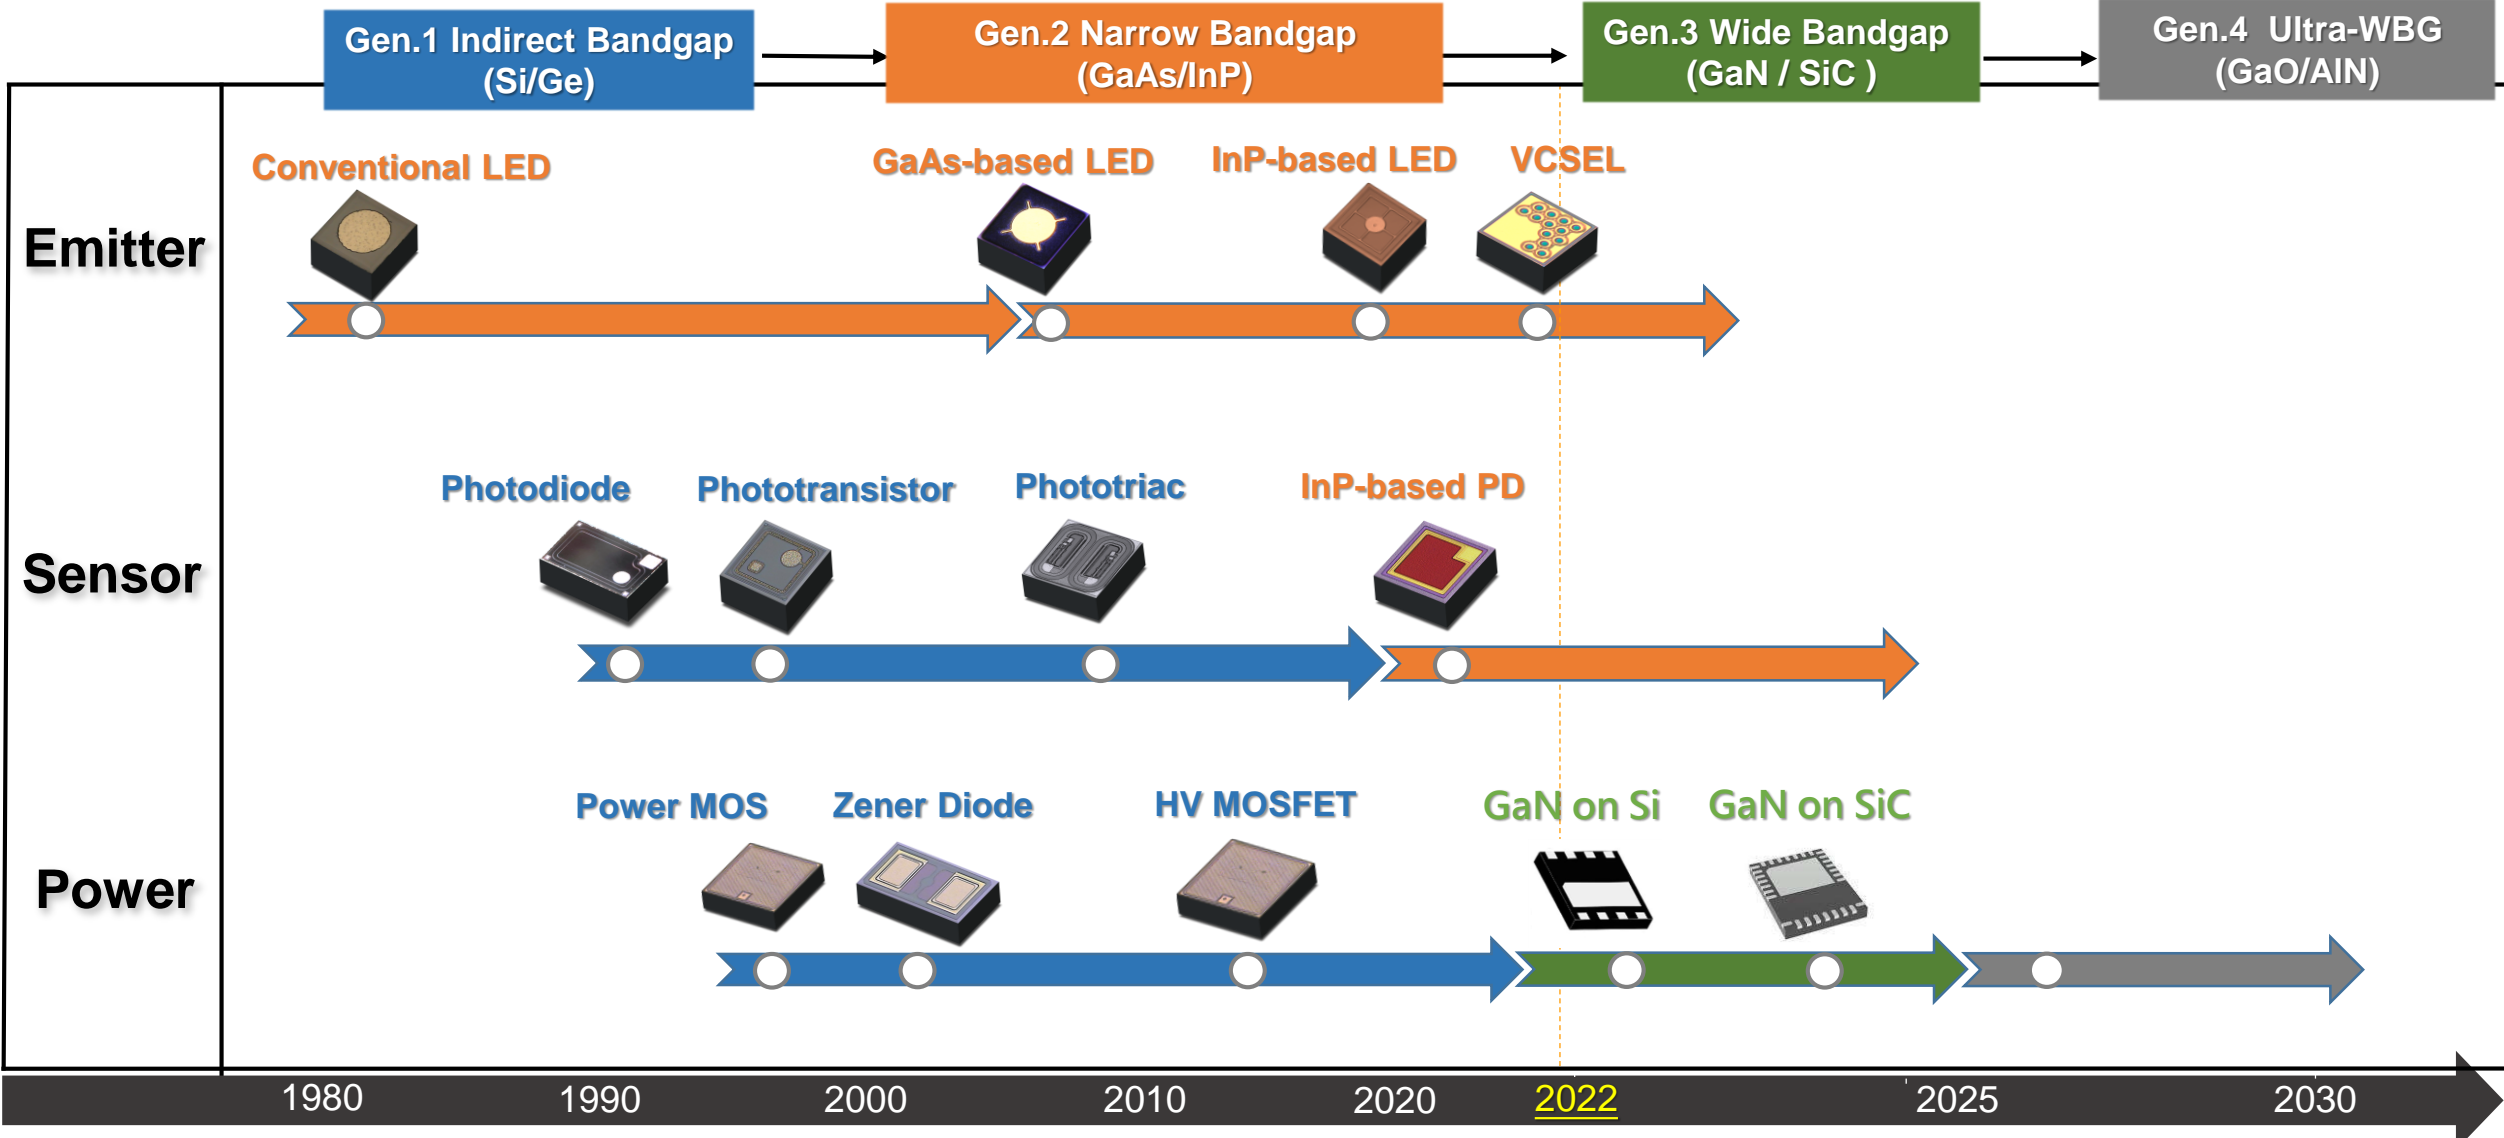 Gen.1 Indirect Bandgap
(Si/Ge)
Gen.2 Narrow Bandgap
(GaAs/InP)
Gen.3 Wide Bandgap
(GaN / SiC )
Gen.4 Ultra-WBG
(GaO/AlN)
Emitter
Conventional LED
GaAs-based LED
InP-based LED
VCSEL
Sensor
Photodiode
Phototransistor
Phototriac
InP-based PD
Power
Power MOS
Zener Diode
HV MOSFET
GaN on Si
GaN on SiC
1980
1990
2000
2010
2020
2022
2025
2030